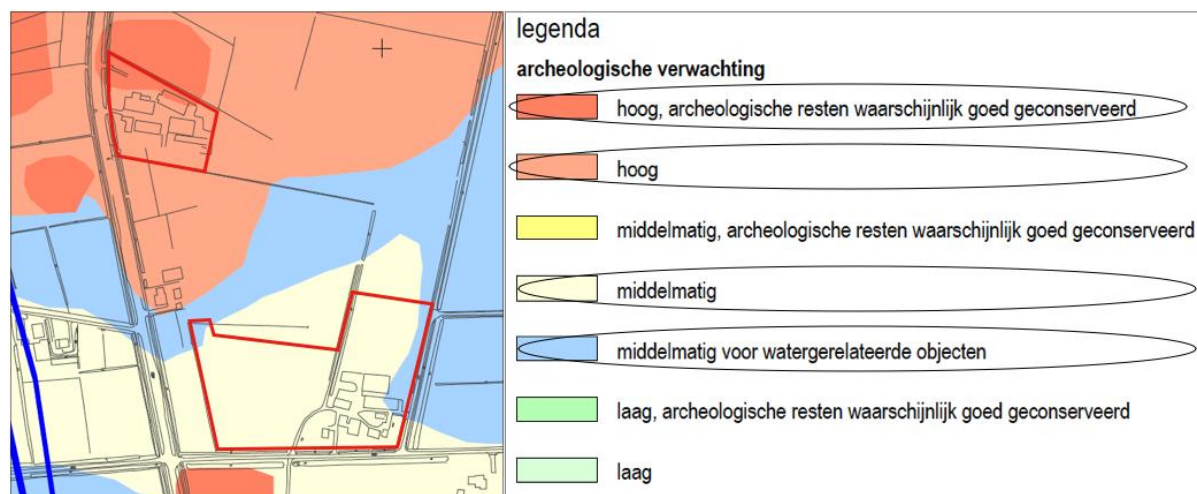 legenda
archeologische verwachting
hoog, archeologische resten waarschijnlijk goed geconserveerd
hoog
middelmatig, archeologische resten waarschijnlijk goed geconserveerd
middelmatig
middelmatig voor watergerelateerde objecten
laag, archeologische resten waarschijnlijk goed geconserveerd
laag